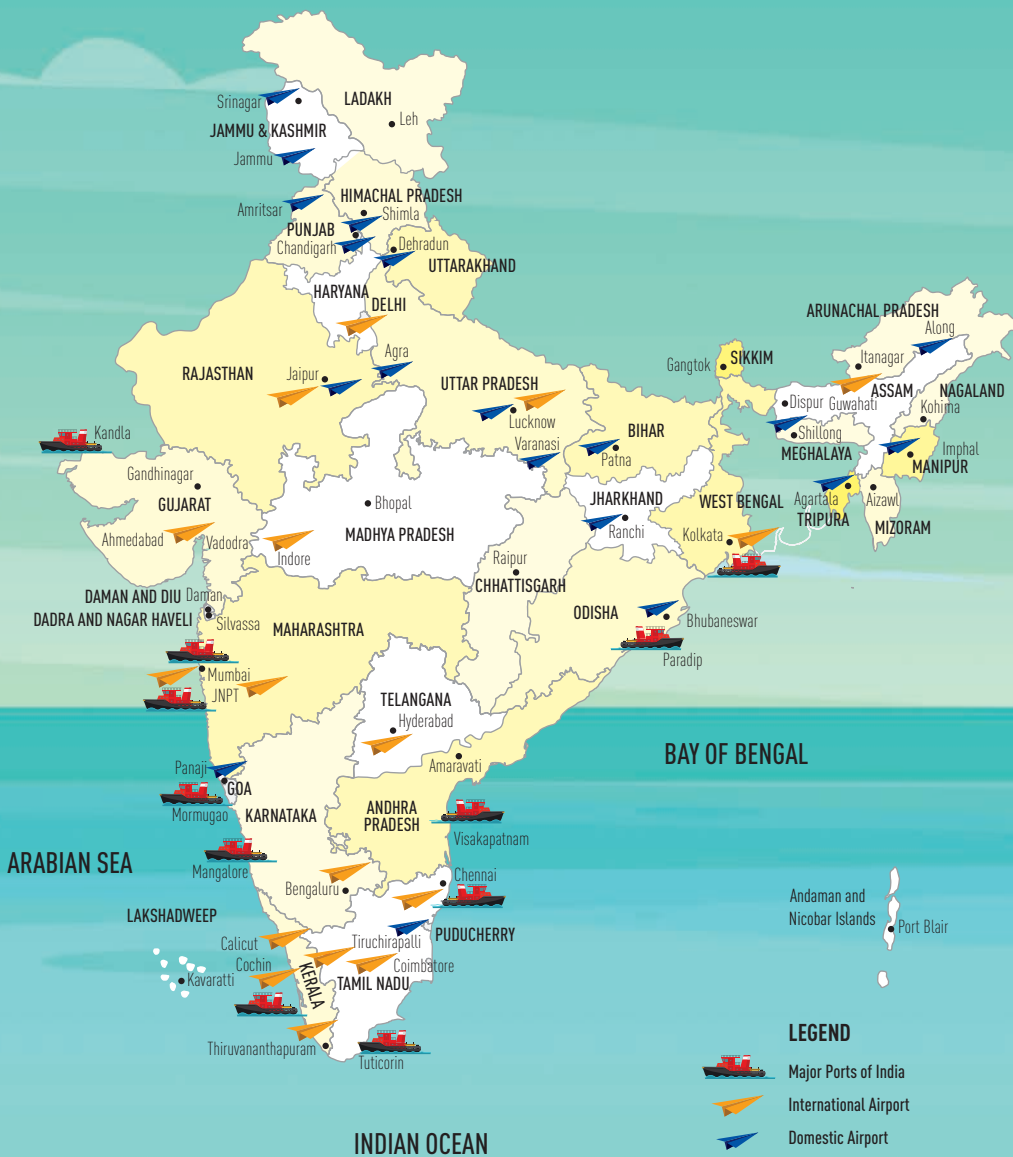 LADAKH
Srinagar
Leh
JAMMU & KASHMIR
Jammu
HIMACHAL PRADESH
Amritsar
Shimla
PUNJAB
Chandigarh
Dehradun
UTTARAKHAND
HARYANA
DELHI
ARUNACHAL PRADESH
Along
Agra
Itanagar
SIKKIM
Gangtok
RAJASTHAN
Jaipur
UTTAR PRADESH
ASSAM
NAGALAND
Dispur
Guwahati
Kohima
Lucknow
Kandla
BIHAR
Shillong
Varanasi
Patna
MEGHALAYA
Imphal
MANIPUR
Gandhinagar
JHARKHAND
WEST BENGAL
Agartala
Aizawl
GUJARAT
Bhopal
TRIPURA
MIZORAM
MADHYA PRADESH
Ranchi
Kolkata
Ahmedabad
Vadodra
Indore
Raipur
CHHATTISGARH
DAMAN AND DIU
Daman
DADRA AND NAGAR HAVELI
Silvassa
ODISHA
Bhubaneswar
MAHARASHTRA
Paradip
Mumbai
JNPT
TELANGANA
Hyderabad
BAY OF BENGAL
Amaravati
Panaji
GOA
Mormugao
KARNATAKA
ANDHRA
PRADESH
Visakapatnam
ARABIAN SEA
Mangalore
Chennai
Bengaluru
Andaman and
Nicobar Islands
Port Blair
LAKSHADWEEP
PUDUCHERRY
Calicut
Tiruchirapalli
Cochin
Coimbatore
Kavaratti
KERALA
TAMIL NADU
Thiruvananthapuram
Tuticorin
LEGEND
Major Ports of India
International Airport
Domestic Airport
INDIAN OCEAN